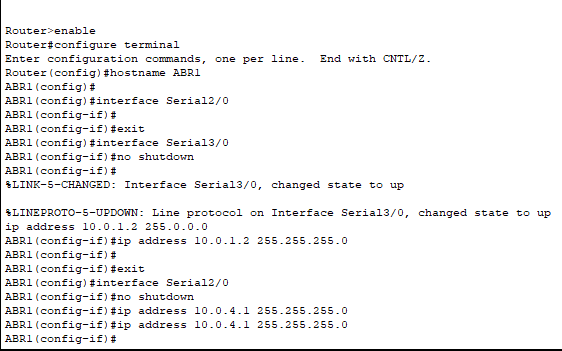 Router>enable
Router#configure terminal
Enter configuration commands, one per line.  End with CNTL/Z.
Router(config)#hostname ABR1
ABR1(config)#
ABR1(config)#interface Serial2/0
ABR1(config-if)#
ABR1(config-if)#exit
ABR1(config)#interface Serial3/0
ABR1(config-if)#no shutdown
ABR1(config-if)#
%LINK-5-CHANGED: Interface Serial3/0, changed state to up
%LINEPROTO-5-UPDOWN: Line protocol on Interface Serial3/0, changed state to up
ip address 10.0.1.2 255.0.0.0
ABR1(config-if)#ip address 10.0.1.2 255.255.255.0
ABR1(config-if)#
ABR1(config-if)#exit
ABR1(config)#interface Serial2/0
ABR1(config-if)#no shutdown
ABR1(config-if)#ip address 10.0.4.1 255.255.255.0
ABR1(config-if)#ip address 10.0.4.1 255.255.255.0
ABR1(config-if)#